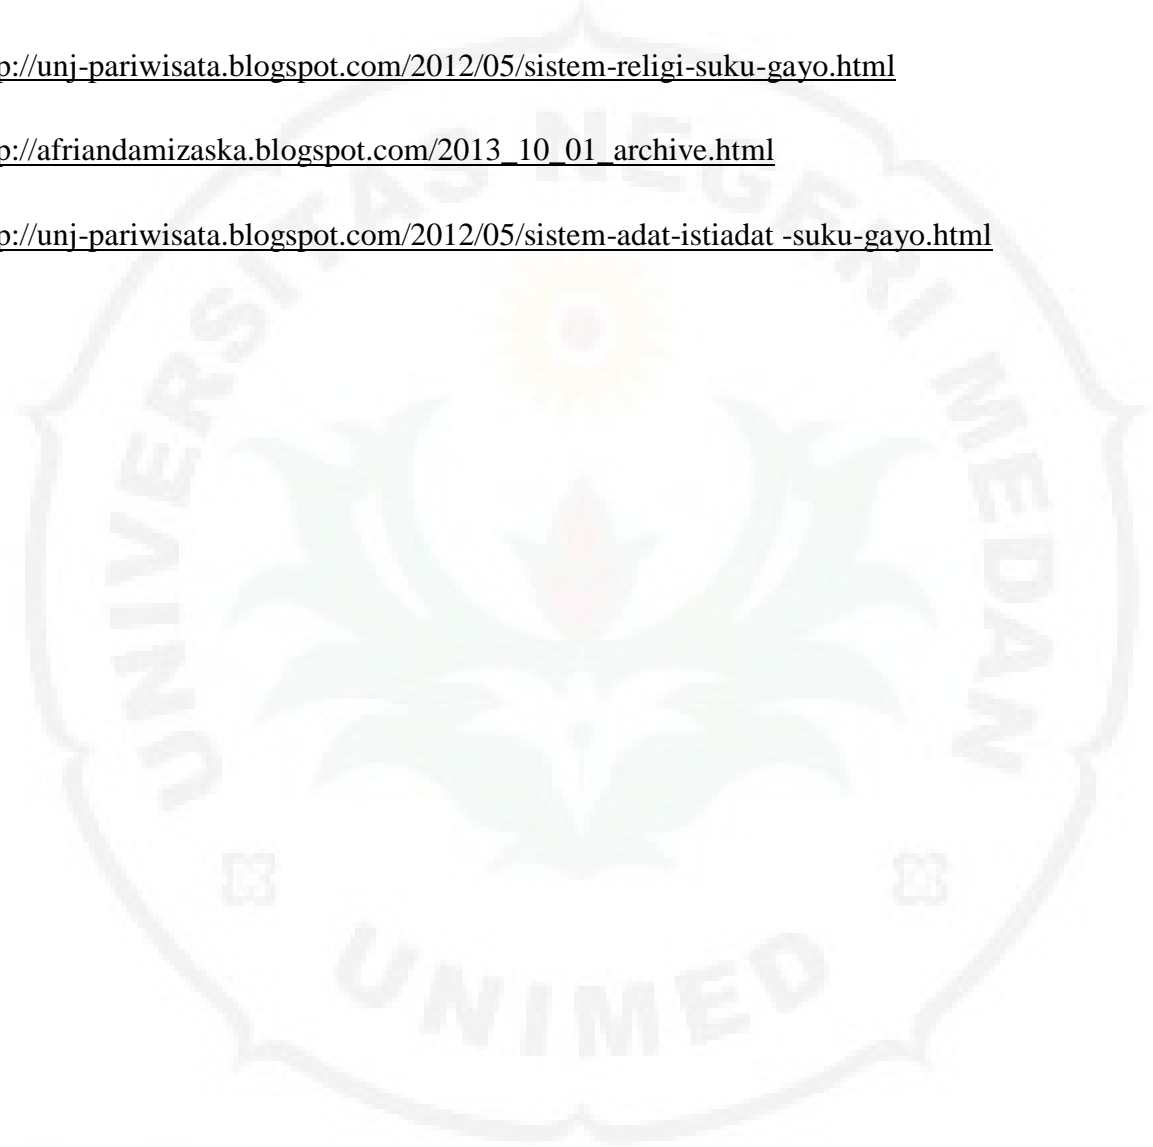 p://unj-pariwisata.blogspot.com/2012/05/sistem-religi-suku-gayo.html
p://afriandamizaska.blogspot.com/2013_10_01_archive.html
p://unj-pariwisata.blogspot.com/2012/05/sistem-adat-istiadat -suku-gayo.html
UNIVERSITAS NEGERI MEDAN
UNIMED